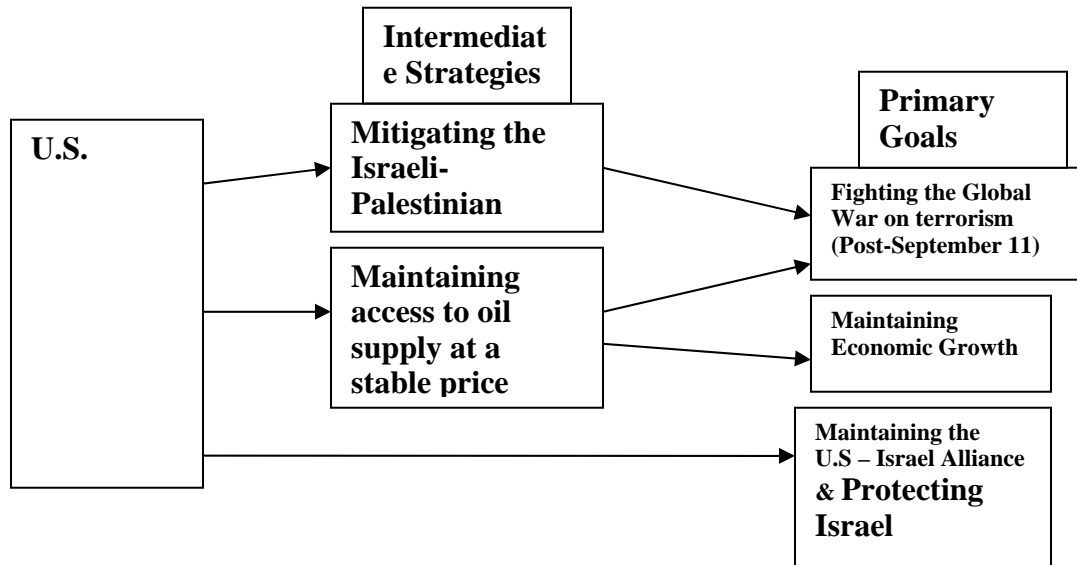 U.S.
Intermediat
e Strategies
Mitigating the
Israeli-
Palestinian
Maintaining
access to oil
supply at a
stable price
Primary
Goals
Fighting the Global
War on terrorism
(Post-September 11)
Maintaining
Economic Growth
Maintaining the
U.S – Israel Alliance
& Protecting
Israel